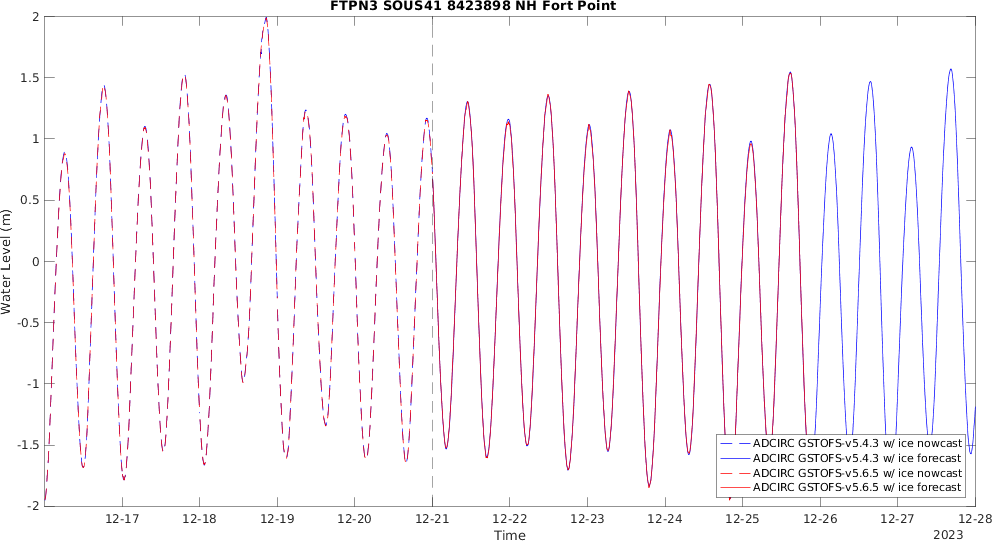 FTPN3 SOUS41 8423898 NH Fort Point
2
1.5
1
0.5
0
-0.5
-1
-1.5
-2
Water Level (m)
12-17 12-18 12-19 12-20 12-21 12-22 12-23 12-24 12-25 12-26 12-27 12-28
Time
2023
ADCIRC GSTOFS-v5.4.3 w/ ice nowcast
ADCIRC GSTOFS-v5.4.3 w/ ice forecast
ADCIRC GSTOFS-v5.6.5 w/ ice nowcast
ADCIRC GSTOFS-v5.6.5 w/ ice forecast